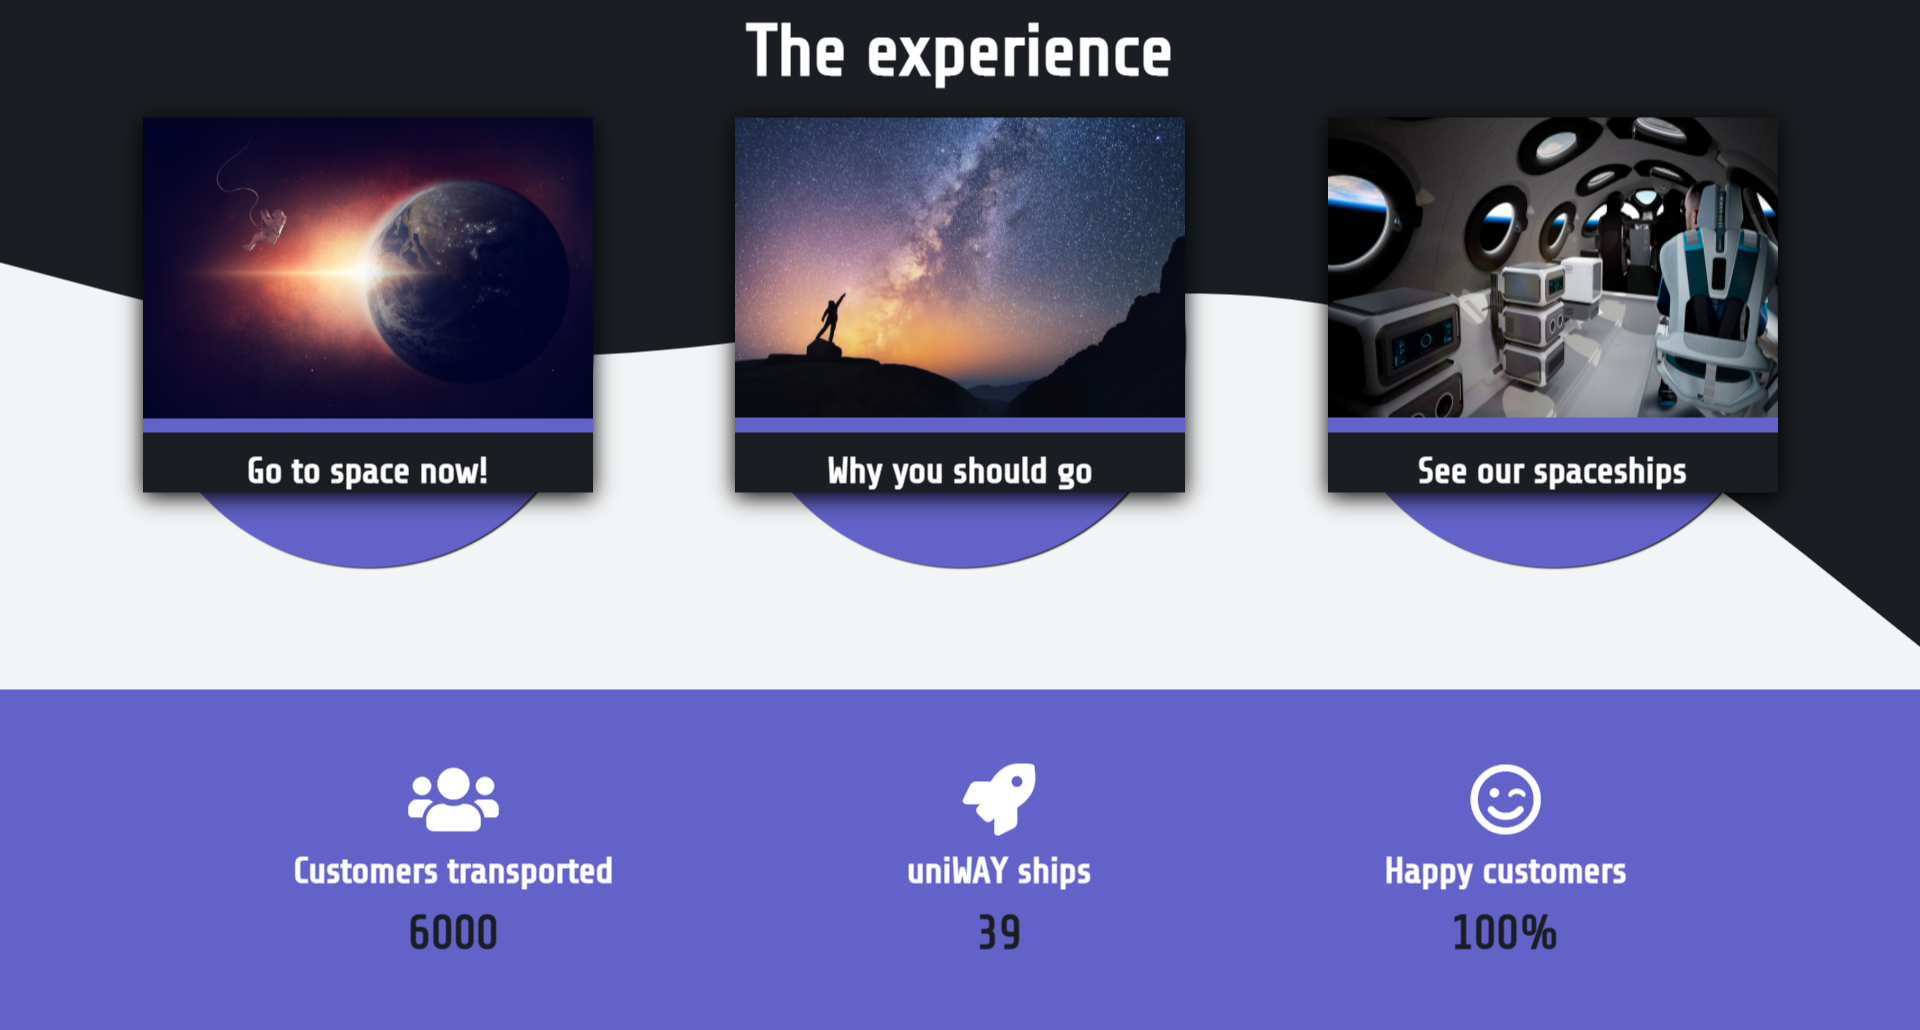 The experience
Go to space now!
Why you should go
See our spaceships
Customers transported
uniWAY ships
Happy customers
6000
39
100%